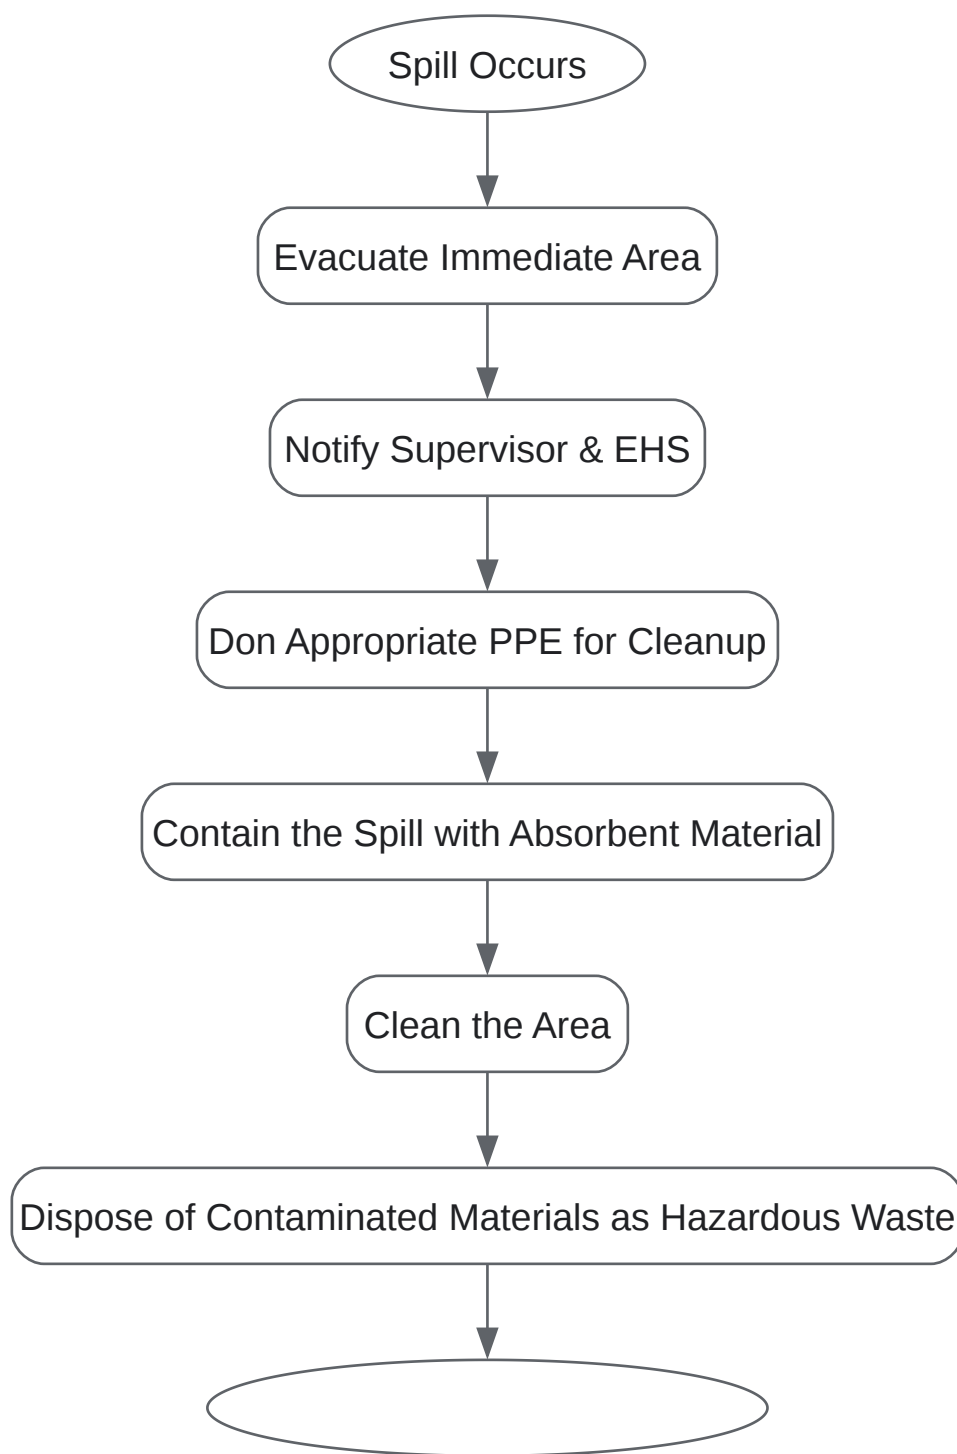 Spill Occurs
Evacuate Immediate Area
Notify Supervisor & EHS
Don Appropriate PPE for Cleanup
Contain the Spill with Absorbent Material
Clean the Area
Dispose of Contaminated Materials as Hazardous Waste